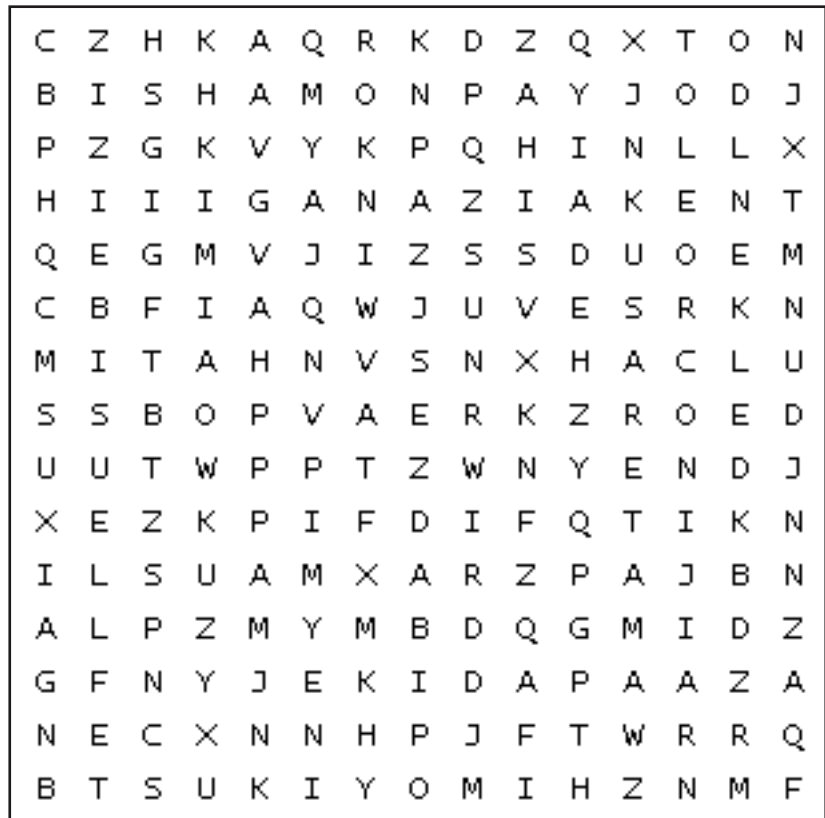 C Z H K A Q R K D Z Q X T O N
B I S H A M O N P A Y J O D J
P Z G K V Y K P Q H I N L L X
H I I I G A N A Z I A K E N T
Q E G M V J I Z S S D U O E M
C B F I A Q W J U V E S R K N
M I T A H N V S N X H A C L U
S S B O P V A E R K Z R O E D
U U T W P P T Z W N Y E N D J
X E Z K P I F D I F Q T I K N
I L S U A M X A R Z P A J B N
A L P Z M Y M B D Q G M I D Z
G F N Y J E K I D A P A A Z A
N E C X N N H P J F T W R R Q
B T S U K I Y O M I H Z N M F